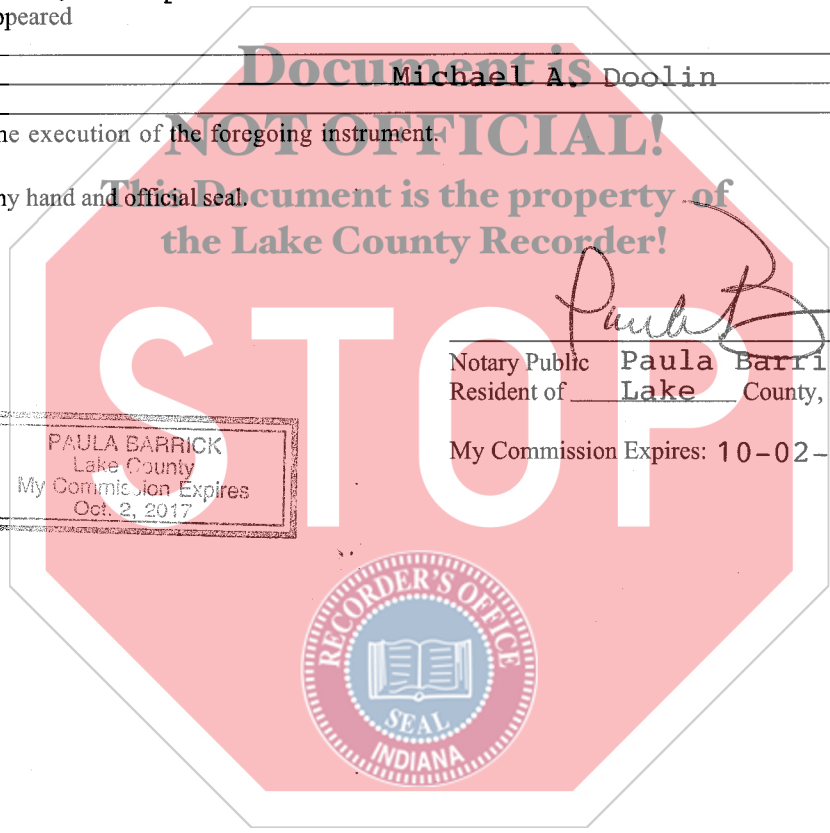 ppeared
Document is
Michael A. Doolin
NOT OFFICIAL!
ne execution of the foregoing instrument.
This Document is the property of
ny hand and official seal.
the Lake County Recorder!
STOP
Paula B
Notary Public Paula Barri
Resident of Lake County,
My Commission Expires: 10-02-
PAULA BARRICK
Lake County
My Commission Expires
Oct. 2, 2017
RECORDER'S OFFICE
SEAL
INDIANA